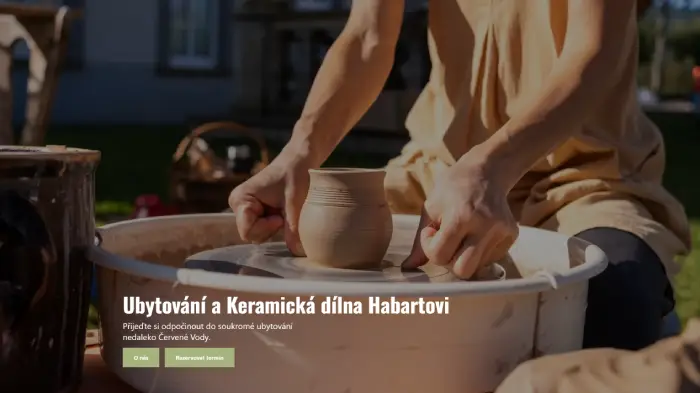 Ubytování a Keramická dílna Habartovi
Přijeďte si odpočinout do soukromé ubytování
nedaleko Červené Vody.
O nás
Rezervovat termín